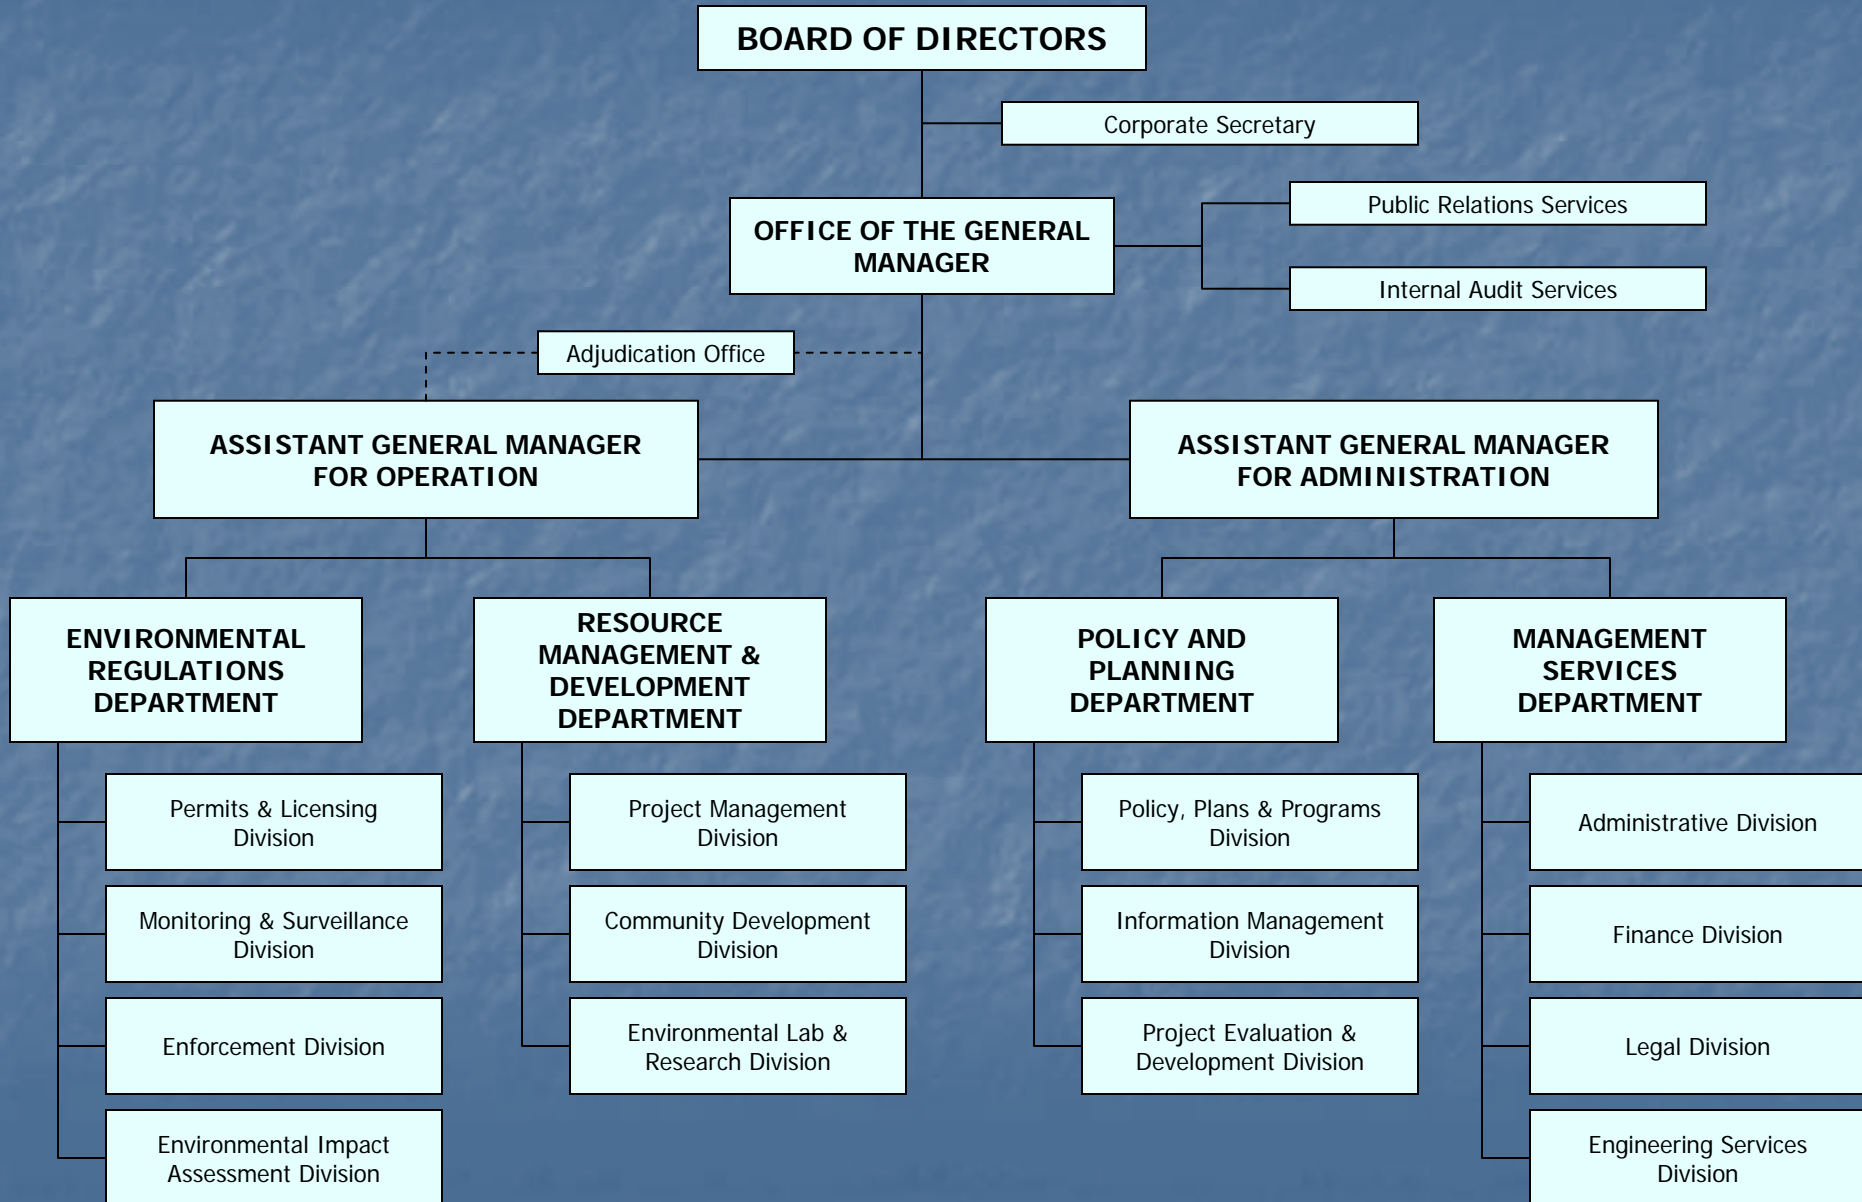 BOARD OF DIRECTORS
Corporate Secretary
OFFICE OF THE GENERAL
MANAGER
Public Relations Services
Internal Audit Services
Adjudication Office
ASSISTANT GENERAL MANAGER
FOR OPERATION
ASSISTANT GENERAL MANAGER
FOR ADMINISTRATION
ENVIRONMENTAL
REGULATIONS
DEPARTMENT
RESOURCE
MANAGEMENT &
DEVELOPMENT
DEPARTMENT
POLICY AND
PLANNING
DEPARTMENT
MANAGEMENT
SERVICES
DEPARTMENT
Permits & Licensing
Division
Monitoring & Surveillance
Division
Enforcement Division
Environmental Impact
Assessment Division
Project Management
Division
Community Development
Division
Environmental Lab &
Research Division
Policy, Plans & Programs
Division
Information Management
Division
Project Evaluation &
Development Division
Administrative Division
Finance Division
Legal Division
Engineering Services
Division